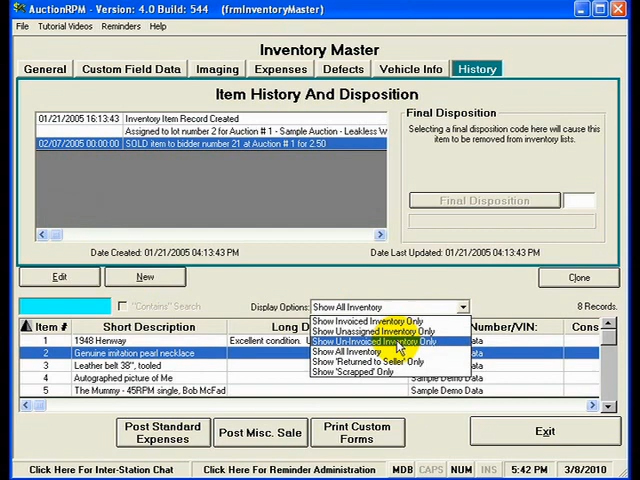 AuctionRPM - Version: 4.0 Build: 544 (frmInventoryMaster)
File Tutorial Videos Reminders Help
Inventory Master
General Custom Field Data Imaging Expenses Defects Vehicle Info History
Item History And Disposition
01/21/2005 16:13:43 Inventory Item Record Created
Assigned to lot number 2 for Auction # 1 - Sample Auction - Leakless W
02/07/2005 00:00:00 SOLD item to bidder number 21 at Auction # 1 for 2.50
Final Disposition
Selecting a final disposition code here will cause this
item to be removed from inventory lists.
Final Disposition
Date Created: 01/21/2005 04:13:43 PM Date Last Updated: 01/21/2005 04:13:43 PM
Edit New Clone
"Contains" Search Display Options: Show All Inventory 8 Records.
Show Invoiced Inventory Only
Show Unassigned Inventory Only
Show Un-Invoiced Inventory Only
Show All Inventory
Show 'Returned to Seller' Only
Show 'Scrapped' Only
Item # Short Description Long D Number/VIN: Cons
1 1948 Henway Excellent condition. Data
2 Genuine imitation pearl necklace Data
3 Leather belt 38", tooled Data
4 Autographed picture of Me Sample Demo Data Sample Demo Data
5 The Mummy - 45RPM single, Bob McFad Sample Demo Data Sample Demo Data
Post Standard
Expenses
Post Misc. Sale
Print Custom
Forms
Exit
Click Here For Inter-Station Chat Click Here For Reminder Administration MDB CAPS NUM INS 5:42 PM 3/8/2010